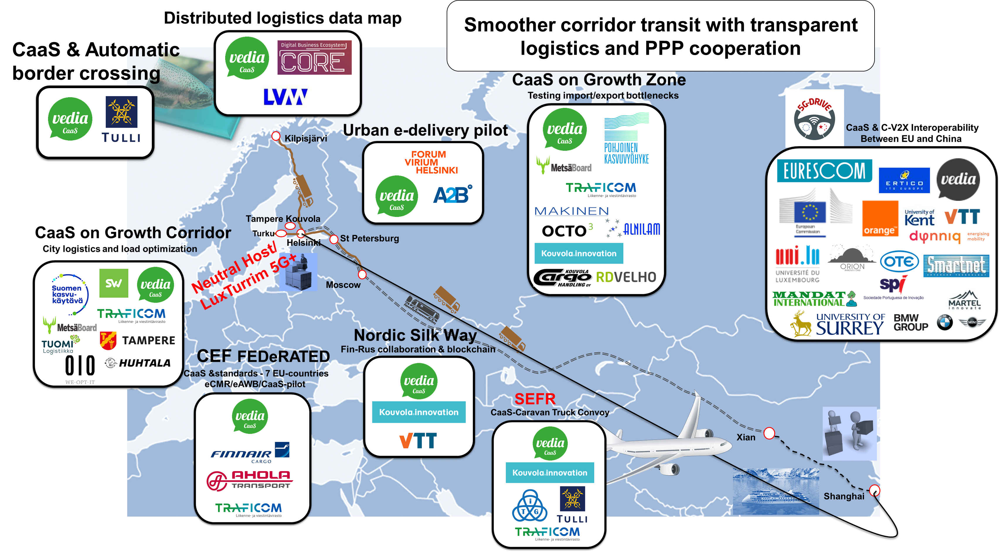 Distributed logistics data map
Smoother corridor transit with transparent
logistics and PPP cooperation
CaaS & Automatic
border crossing
vedia
CaaS
Digital Business Ecosystem
CORE
LVM
vedia
CaaS
TULLI
CaaS on Growth Zone
Testing import/export bottlenecks
vedia
CaaS
POHJOINEN
KASVUVYÖHYKE
MetsäBoard
TRAFICOM
Liikenne- ja viestintävirasto
MAKINEN
OCTO3
ALNILAM
Kouvola.innovation
KOUVOLA
Cargo
HANDLING OY
RDVELHO
5G-DRIVE
CaaS & C-V2X Interoperability
Between EU and China
EURESCOM
ERTICO
ITS EUROPE
vedia
European
Commission
orange™
University of
Kent
VTT
dynniq
energising
mobility
uni.lu
UNIVERSITÉ DU
LUXEMBOURG
ORION
INNOVATIONS
OTE
Smartnet
ADVANCED TECHNOLOGY
spi
Sociedade Portuguesa de Inovação
MANDAT
INTERNATIONAL
MARTEL
innovate
UNIVERSITY OF
SURREY
BMW
GROUP
BMW
MINI
Urban e-delivery pilot
FORUM
VIRIUM
HELSINKI
vedia
CaaS
A2B
FI
Kilpisjärvi
Tampere Kouvola
Turku
Helsinki
St Petersburg
Moscow
Neutral Host/
LuxTurrim 5G+
CaaS on Growth Corridor
City logistics and load optimization
Suomen
kasvu-
käytävä
SW
vedia
CaaS
TRAFICOM
Liikenne- ja viestintävirasto
MetsäBoard
TUOMI
Logistiikka
TAMPERE
OIO
WE·OPT·IT
HUHTALA
CEF FEDeRATED
CaaS &standards - 7 EU-countries
eCMR/eAWB/CaaS-pilot
vedia
CaaS
FINNAIR
CARGO
AHOLA
TRANSPORT
TRAFICOM
Liikenne- ja viestintävirasto
Nordic Silk Way
Fin-Rus collaboration & blockchain
vedia
CaaS
Kouvola.innovation
VTT
SEFR
CaaS-Caravan Truck Convoy
vedia
CaaS
Kouvola.innovation
i
T G
TULLI
TRAFICOM
Liikenne- ja viestintävirasto
Xian
Shanghai